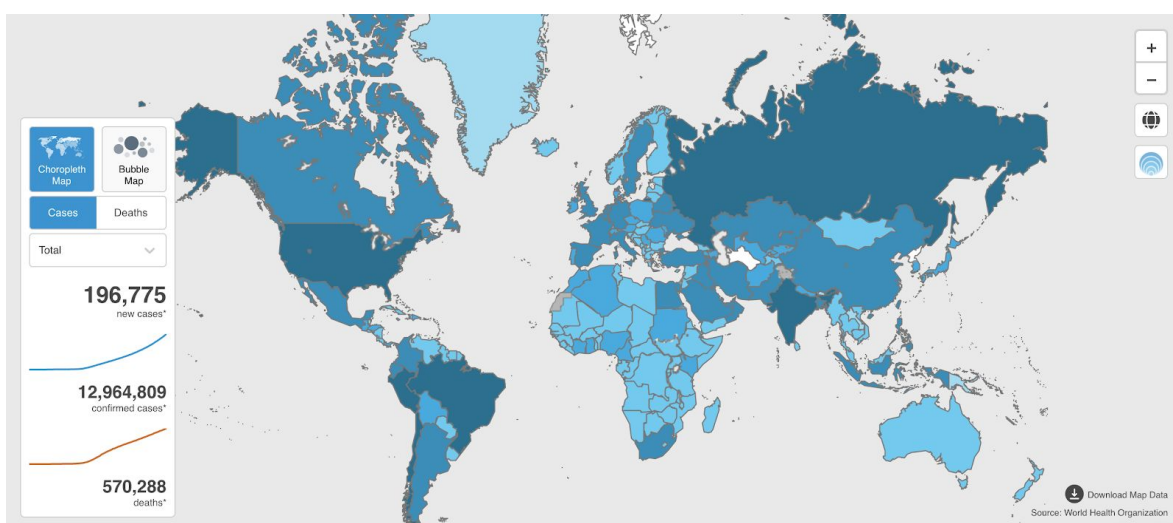 +
−
Choropleth
Map
Bubble
Map
Cases
Deaths
Total
196,775
new cases*
12,964,809
confirmed cases*
570,288
deaths*
Download Map Data
Source: World Health Organization